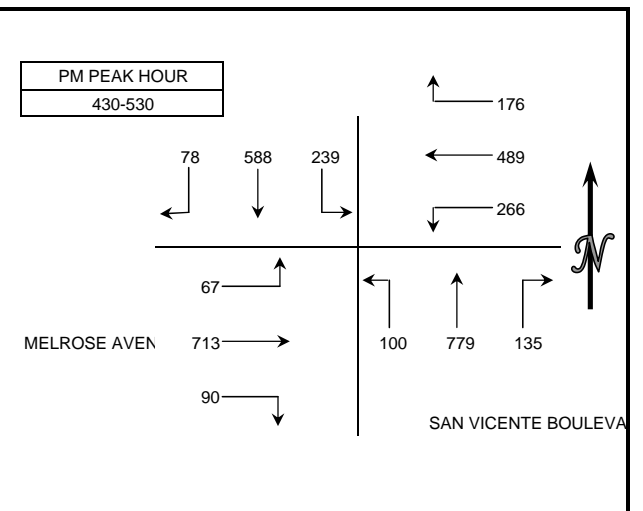 PM PEAK HOUR
430-530
176
78 588 239
489
266
67
N
MELROSE AVEN
713
100 779 135
90
SAN VICENTE BOULEVA